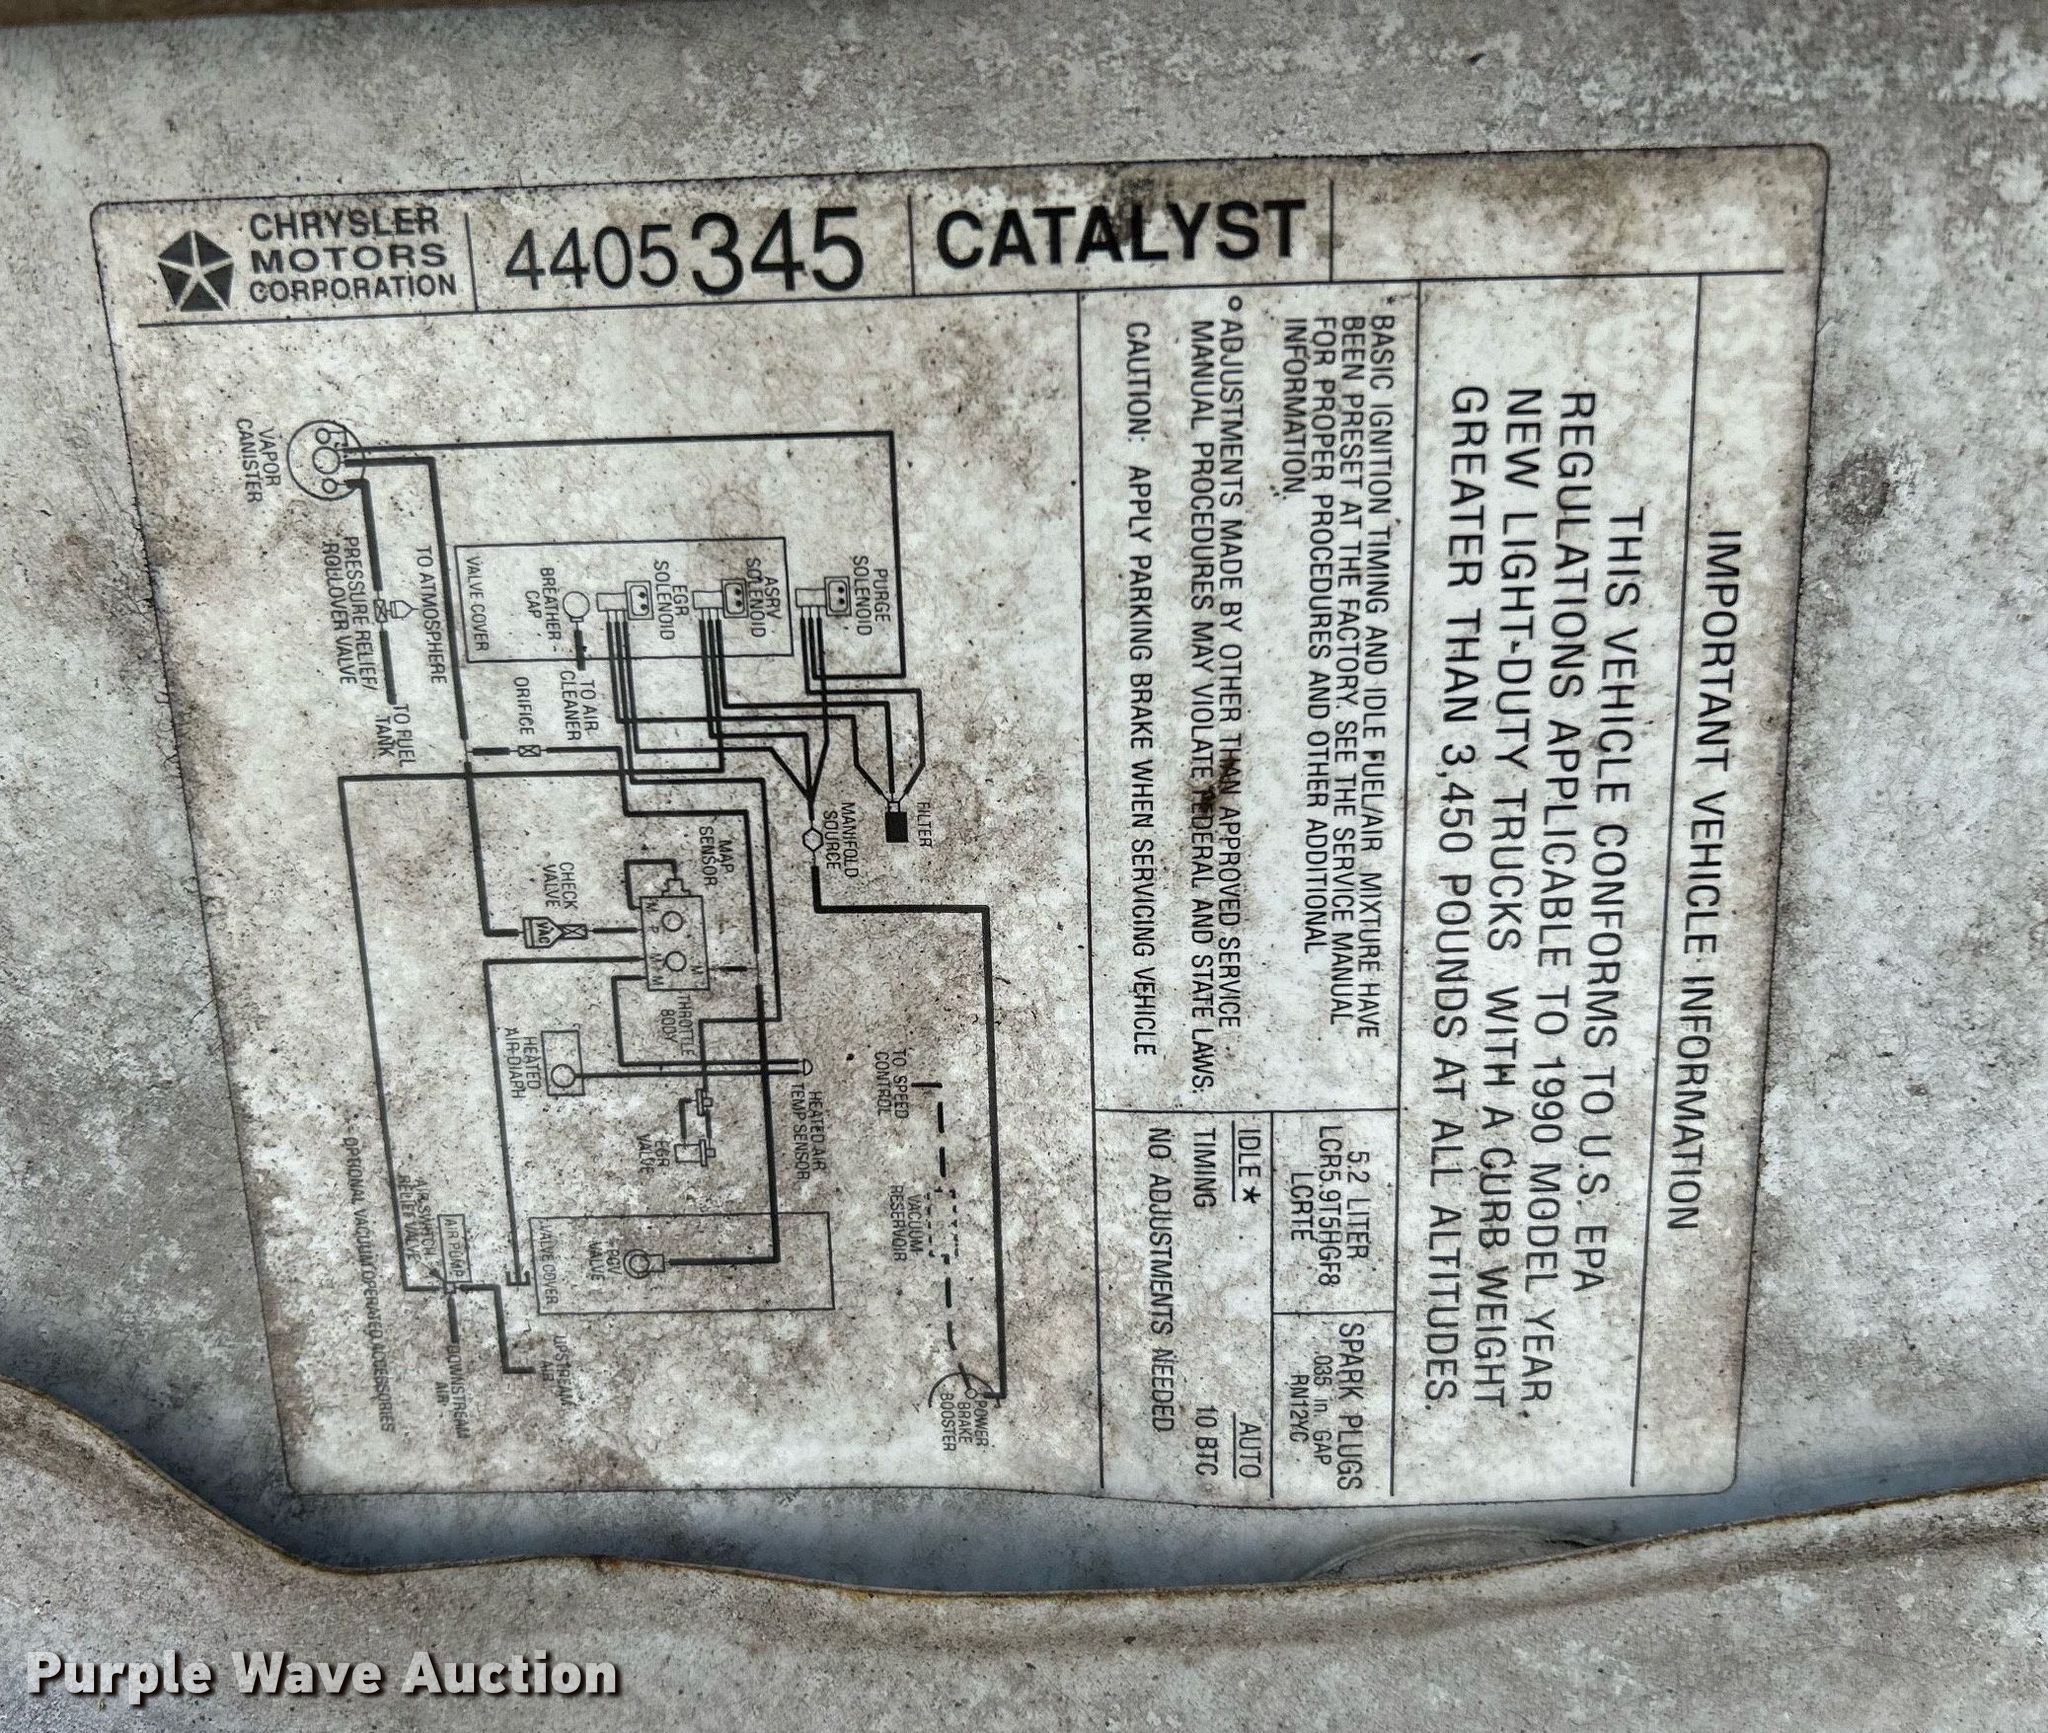 CHRYSLER
MOTORS
CORPORATION
4405345
CATALYST
IMPORTANT VEHICLE INFORMATION
THIS VEHICLE CONFORMS TO U.S. EPA
REGULATIONS APPLICABLE TO 1990 MODEL YEAR
NEW LIGHT-DUTY TRUCKS WITH A CURB WEIGHT
GREATER THAN 3,450 POUNDS AT ALL ALTITUDES.
* BASIC IGNITION TIMING AND IDLE FUEL/AIR MIXTURE HAVE
BEEN PRESET AT THE FACTORY. SEE THE SERVICE MANUAL
FOR PROPER PROCEDURES AND OTHER ADDITIONAL
INFORMATION.
° ADJUSTMENTS MADE BY OTHER THAN APPROVED SERVICE
MANUAL PROCEDURES MAY VIOLATE FEDERAL AND STATE LAWS.
CAUTION: APPLY PARKING BRAKE WHEN SERVICING VEHICLE
5.2 LITER
LCR5.9T5HGF8
LCRTE
SPARK PLUGS
.035 in. GAP
RN12YC
IDLE * AUTO
TIMING 10 BTC
NO ADJUSTMENTS NEEDED
PURGE
SOLENOID
ASRV
SOLENOID
EGR
SOLENOID
BREATHER
CAP
VALVE COVER
TO AIR
CLEANER
ORIFICE
TO ATMOSPHERE
PRESSURE RELIEF/
ROLLOVER VALVE
TO FUEL
TANK
VAPOR
CANISTER
FILTER
MANIFOLD
SOURCE
MAP
SENSOR
CHECK
VALVE
VAC
M
P
M
M
M
THROTTLE
BODY
HEATED
AIR DIAPH
HEATED AIR
TEMP SENSOR
EGR
VALVE
TO SPEED
CONTROL
VACUUM
RESERVOIR
POWER
BRAKE
BOOSTER
PCV
VALVE
VALVE COVER
AIR PUMP
AIR SWITCH
RELIEF VALVE
UPSTREAM
AIR
DOWNSTREAM
AIR
- OPTIONAL VACUUM OPERATED ACCESSORIES
Purple Wave Auction